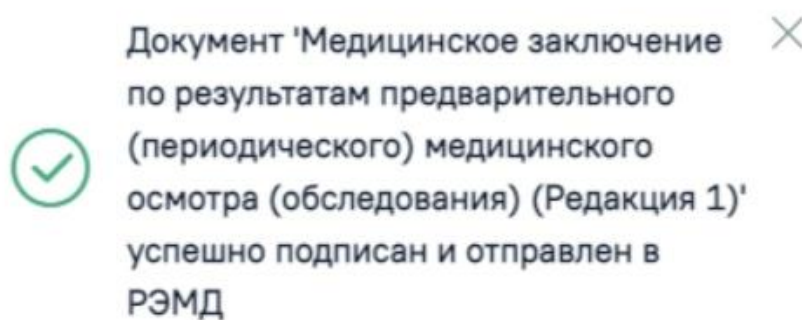 Документ 'Медицинское заключение
по результатам предварительного
(периодического) медицинского
осмотра (обследования) (Редакция 1)'
успешно подписан и отправлен в
РЭМД